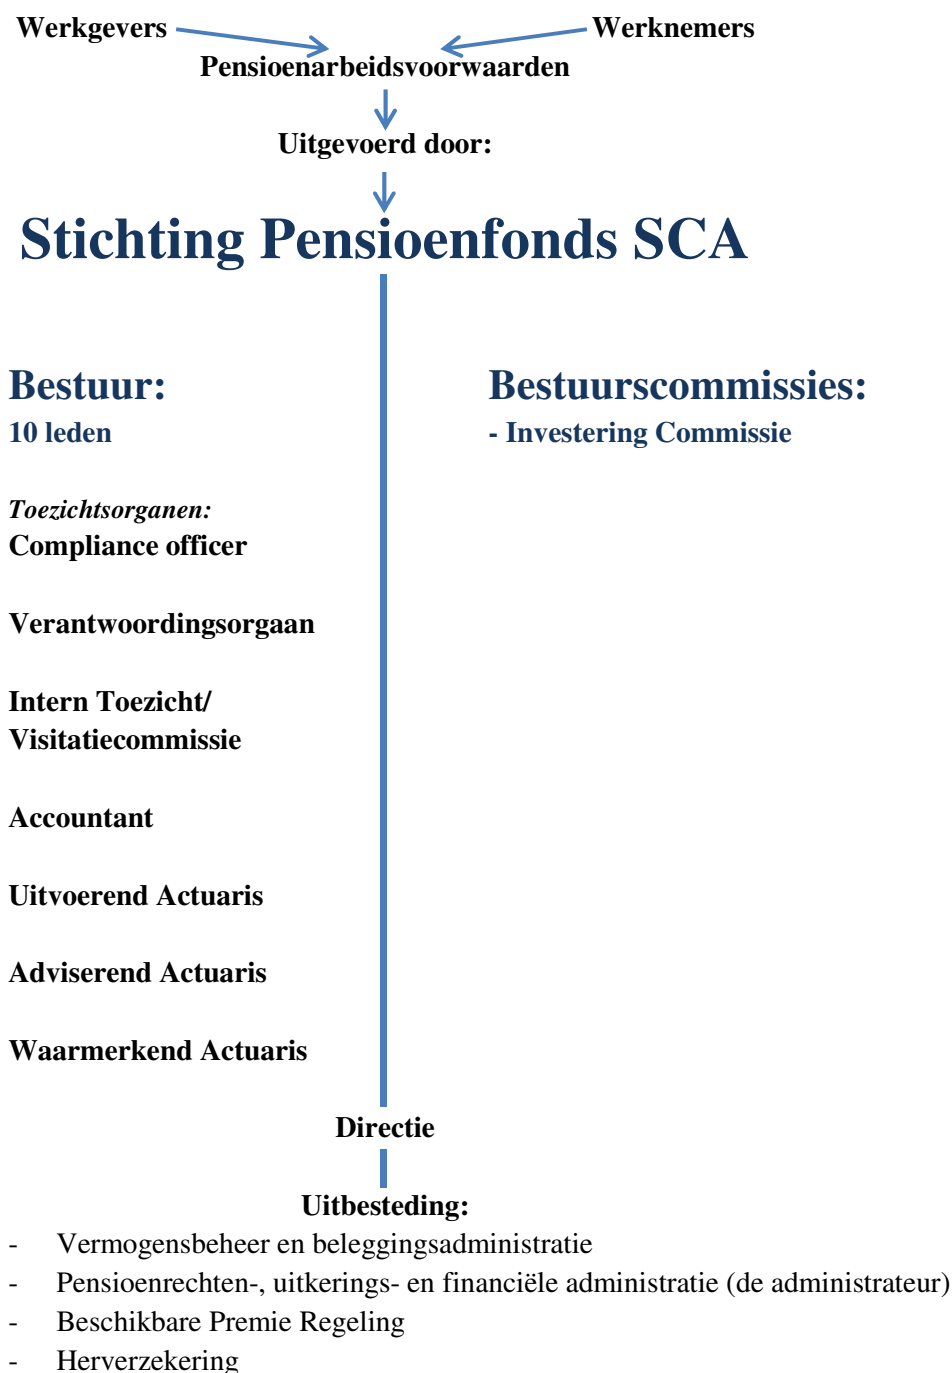 Werkgevers Werknemers
Pensioenarbeidsvoorwaarden
Uitgevoerd door:
Stichting Pensioenfonds SCA
Bestuur: Bestuurscommissies:
10 leden - Investering Commissie
Toezichtsorganen:
Compliance officer
Verantwoordingsorgaan
Intern Toezicht/
Visitatiecommissie
Accountant
Uitvoerend Actuaris
Adviserend Actuaris
Waarmerkend Actuaris
Directie
Uitbesteding:
- Vermogensbeheer en beleggingsadministratie
- Pensioenrechten-, uitkerings- en financiële administratie (de administrateur)
- Beschikbare Premie Regeling
- Herverzekering